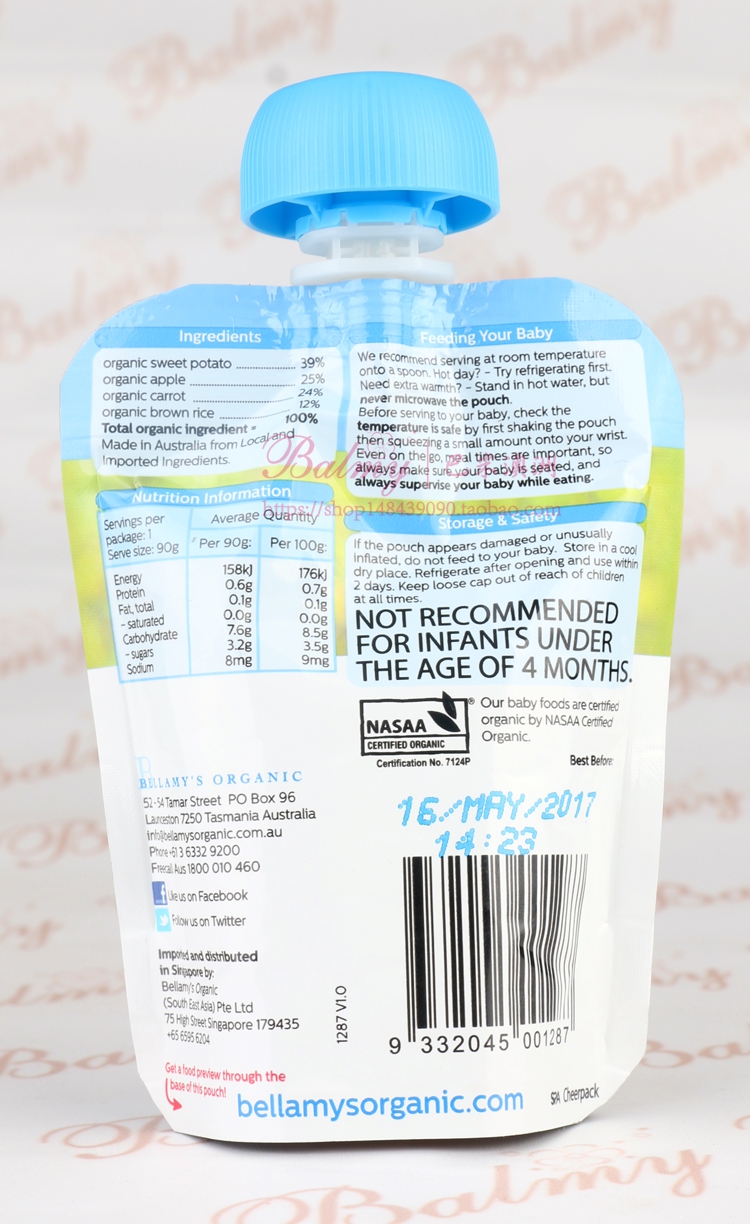 Ingredients
organic sweet potato 39%
organic apple 25%
organic carrot 24%
organic brown rice 12%
Total organic ingredient = 100%
Made in Australia from Local and
Imported Ingredients.
Nutrition Information
Servings per
package: 1
Serve size: 90g
Average Quantity
Per 90g: Per 100g:
Energy 158kJ 176kJ
Protein 0.6g 0.7g
Fat, total 0.1g 0.1g
- saturated 0.0g 0.0g
Carbohydrate 7.6g 8.5g
- sugars 3.2g 3.5g
Sodium 8mg 9mg
Feeding Your Baby
We recommend serving at room temperature
onto a spoon. Hot day? - Try refrigerating first.
Need extra warmth? - Stand in hot water, but
never microwave the pouch.
Before serving to your baby, check the
temperature is safe by first shaking the pouch
then squeezing a small amount onto your wrist.
Even on the go, meal times are important, so
always make sure your baby is seated, and
always supervise your baby while eating.
Balmy
https://shop148439090.taobao.com
Storage & Safety
If the pouch appears damaged or unusually
inflated, do not feed to your baby. Store in a cool
dry place. Refrigerate after opening and use within
2 days. Keep loose cap out of reach of children
at all times.
NOT RECOMMENDED
FOR INFANTS UNDER
THE AGE OF 4 MONTHS.
NASAA
CERTIFIED ORGANIC
Certification No. 7124P
Our baby foods are certified
organic by NASAA Certified
Organic.
Best Before:
16/MAY/2017
14:23
BELLAMY'S ORGANIC
52-54 Tamar Street PO Box 96
Launceston 7250 Tasmania Australia
info@bellamysorganic.com.au
Phone +61 3 6332 9200
Freecall Aus 1800 010 460
Like us on Facebook
Follow us on Twitter
Imported and distributed
in Singapore by:
Bellamy's Organic
(South East Asia) Pte Ltd
75 High Street Singapore 179435
+65 6595 6204
1287 V1.0
9 332045 001287
Get a food preview through the
base of this pouch!
bellamysorganic.com
SPA Cheerpack
Balmy
Balmy
Balmy
Balmy